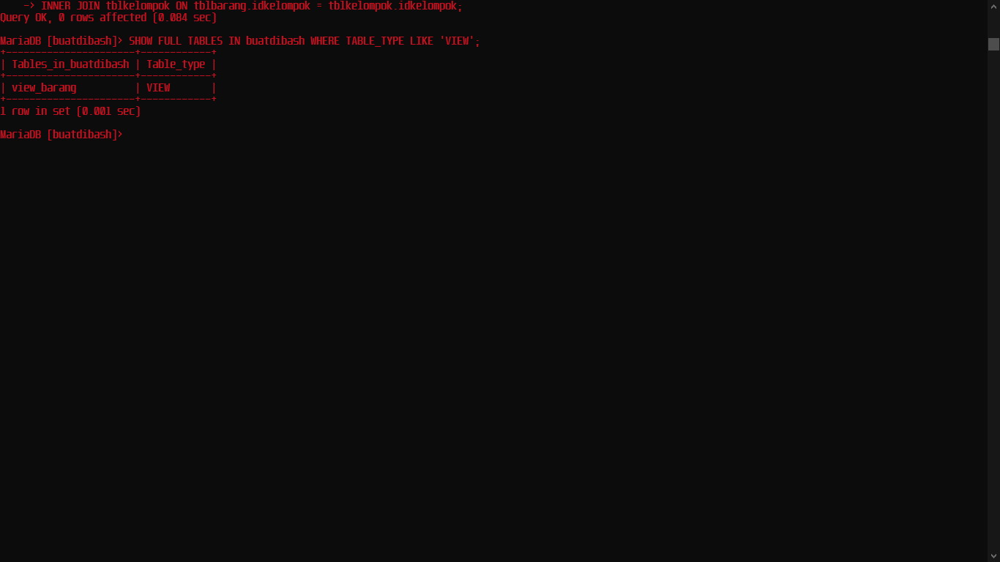 -> INNER JOIN tblkelompok ON tblbarang.idkelompok = tblkelompok.idkelompok;
Query OK, 0 rows affected (0.084 sec)

MariaDB [buatdibash]> SHOW FULL TABLES IN buatdibash WHERE TABLE_TYPE LIKE 'VIEW';
+----------------------+------------+
| Tables_in_buatdibash | Table_type |
+----------------------+------------+
| view_barang          | VIEW       |
+----------------------+------------+
1 row in set (0.001 sec)

MariaDB [buatdibash]>